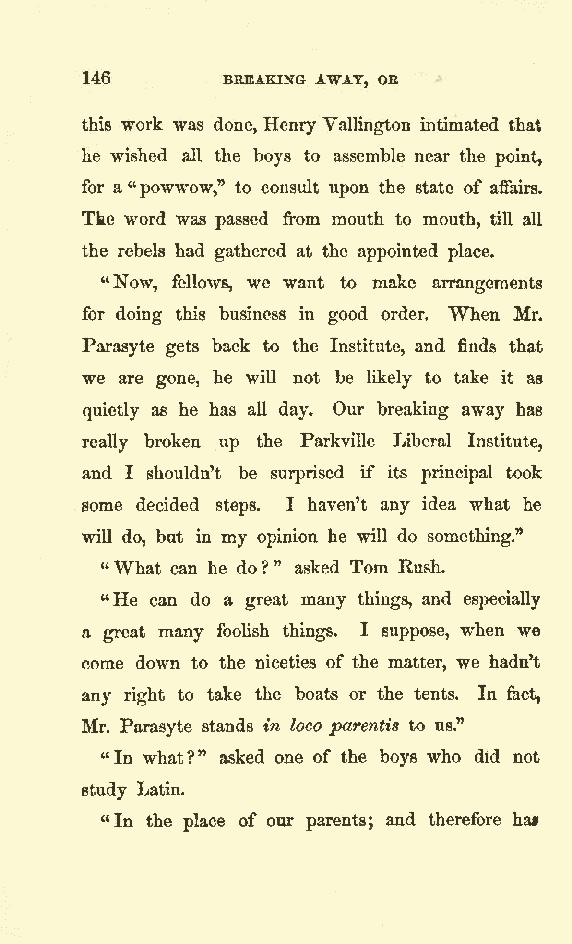 146 BREAKING AWAY, OR
this work was done, Henry Vallington intimated that
he wished all the boys to assemble near the point,
for a "powwow," to consult upon the state of affairs.
The word was passed from mouth to mouth, till all
the rebels had gathered at the appointed place.
"Now, fellows, we want to make arrangements
for doing this business in good order. When Mr.
Parasyte gets back to the Institute, and finds that
we are gone, he will not be likely to take it as
quietly as he has all day. Our breaking away has
really broken up the Parkville Liberal Institute,
and I shouldn't be surprised if its principal took
some decided steps. I haven't any idea what he
will do, but in my opinion he will do something."
"What can he do?" asked Tom Rush.
"He can do a great many things, and especially
a great many foolish things. I suppose, when we
come down to the niceties of the matter, we hadn't
any right to take the boats or the tents. In fact,
Mr. Parasyte stands in loco parentis to us."
"In what?" asked one of the boys who did not
study Latin.
"In the place of our parents; and therefore has